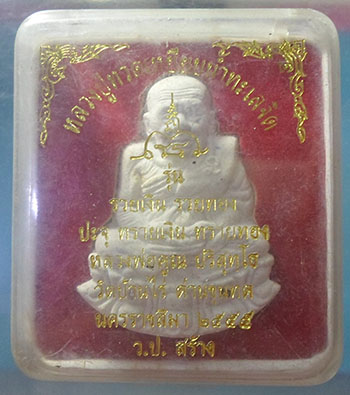 หลวงปู่ทวดเหยียบน้ำทะเลจืด
รุ่น
รวยเงิน รวยทอง
ปะจุ ทรายเงิน ทรายทอง
หลวงพ่อคูณ ปริสุทฺโธ
วัดบ้านไร่ ด่านขุนทด
นครราชสีมา ๒๕๕๕
ว.ป. สร้าง